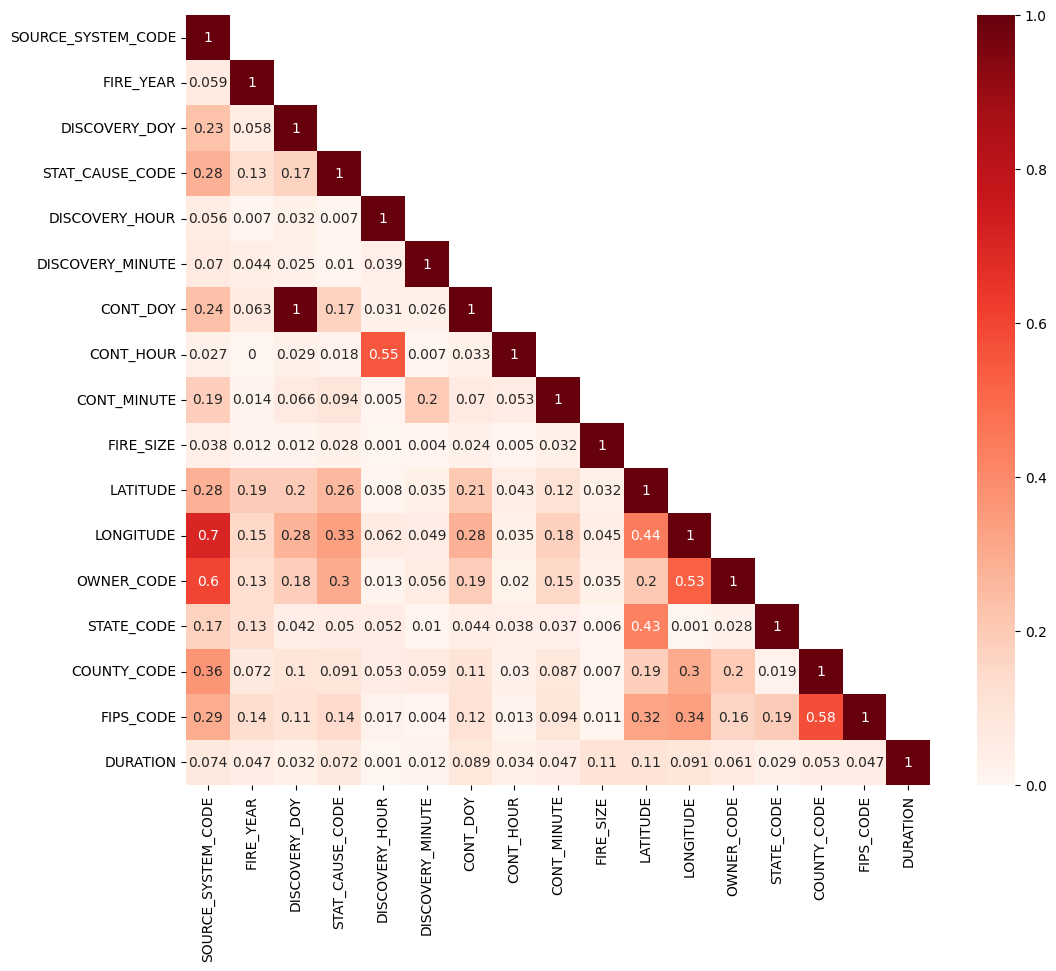 SOURCE_SYSTEM_CODE 1 1.0
FIRE_YEAR 0.059 1
DISCOVERY_DOY 0.23 0.058 1
STAT_CAUSE_CODE 0.28 0.13 0.17 1 0.8
DISCOVERY_HOUR 0.056 0.007 0.032 0.007 1
DISCOVERY_MINUTE 0.07 0.044 0.025 0.01 0.039 1
CONT_DOY 0.24 0.063 1 0.17 0.031 0.026 1 0.6
CONT_HOUR 0.027 0 0.029 0.018 0.55 0.007 0.033 1
CONT_MINUTE 0.19 0.014 0.066 0.094 0.005 0.2 0.07 0.053 1
FIRE_SIZE 0.038 0.012 0.012 0.028 0.001 0.004 0.024 0.005 0.032 1 0.4
LATITUDE 0.28 0.19 0.2 0.26 0.008 0.035 0.21 0.043 0.12 0.032 1
LONGITUDE 0.7 0.15 0.28 0.33 0.062 0.049 0.28 0.035 0.18 0.045 0.44 1
OWNER_CODE 0.6 0.13 0.18 0.3 0.013 0.056 0.19 0.02 0.15 0.035 0.2 0.53 1
STATE_CODE 0.17 0.13 0.042 0.05 0.052 0.01 0.044 0.038 0.037 0.006 0.43 0.001 0.028 1 0.2
COUNTY_CODE 0.36 0.072 0.1 0.091 0.053 0.059 0.11 0.03 0.087 0.007 0.19 0.3 0.2 0.019 1
FIPS_CODE 0.29 0.14 0.11 0.14 0.017 0.004 0.12 0.013 0.094 0.011 0.32 0.34 0.16 0.19 0.58 1
DURATION 0.074 0.047 0.032 0.072 0.001 0.012 0.089 0.034 0.047 0.11 0.11 0.091 0.061 0.029 0.053 0.047 1 0.0
SOURCE_SYSTEM_CODE
FIRE_YEAR
DISCOVERY_DOY
STAT_CAUSE_CODE
DISCOVERY_HOUR
DISCOVERY_MINUTE
CONT_DOY
CONT_HOUR
CONT_MINUTE
FIRE_SIZE
LATITUDE
LONGITUDE
OWNER_CODE
STATE_CODE
COUNTY_CODE
FIPS_CODE
DURATION